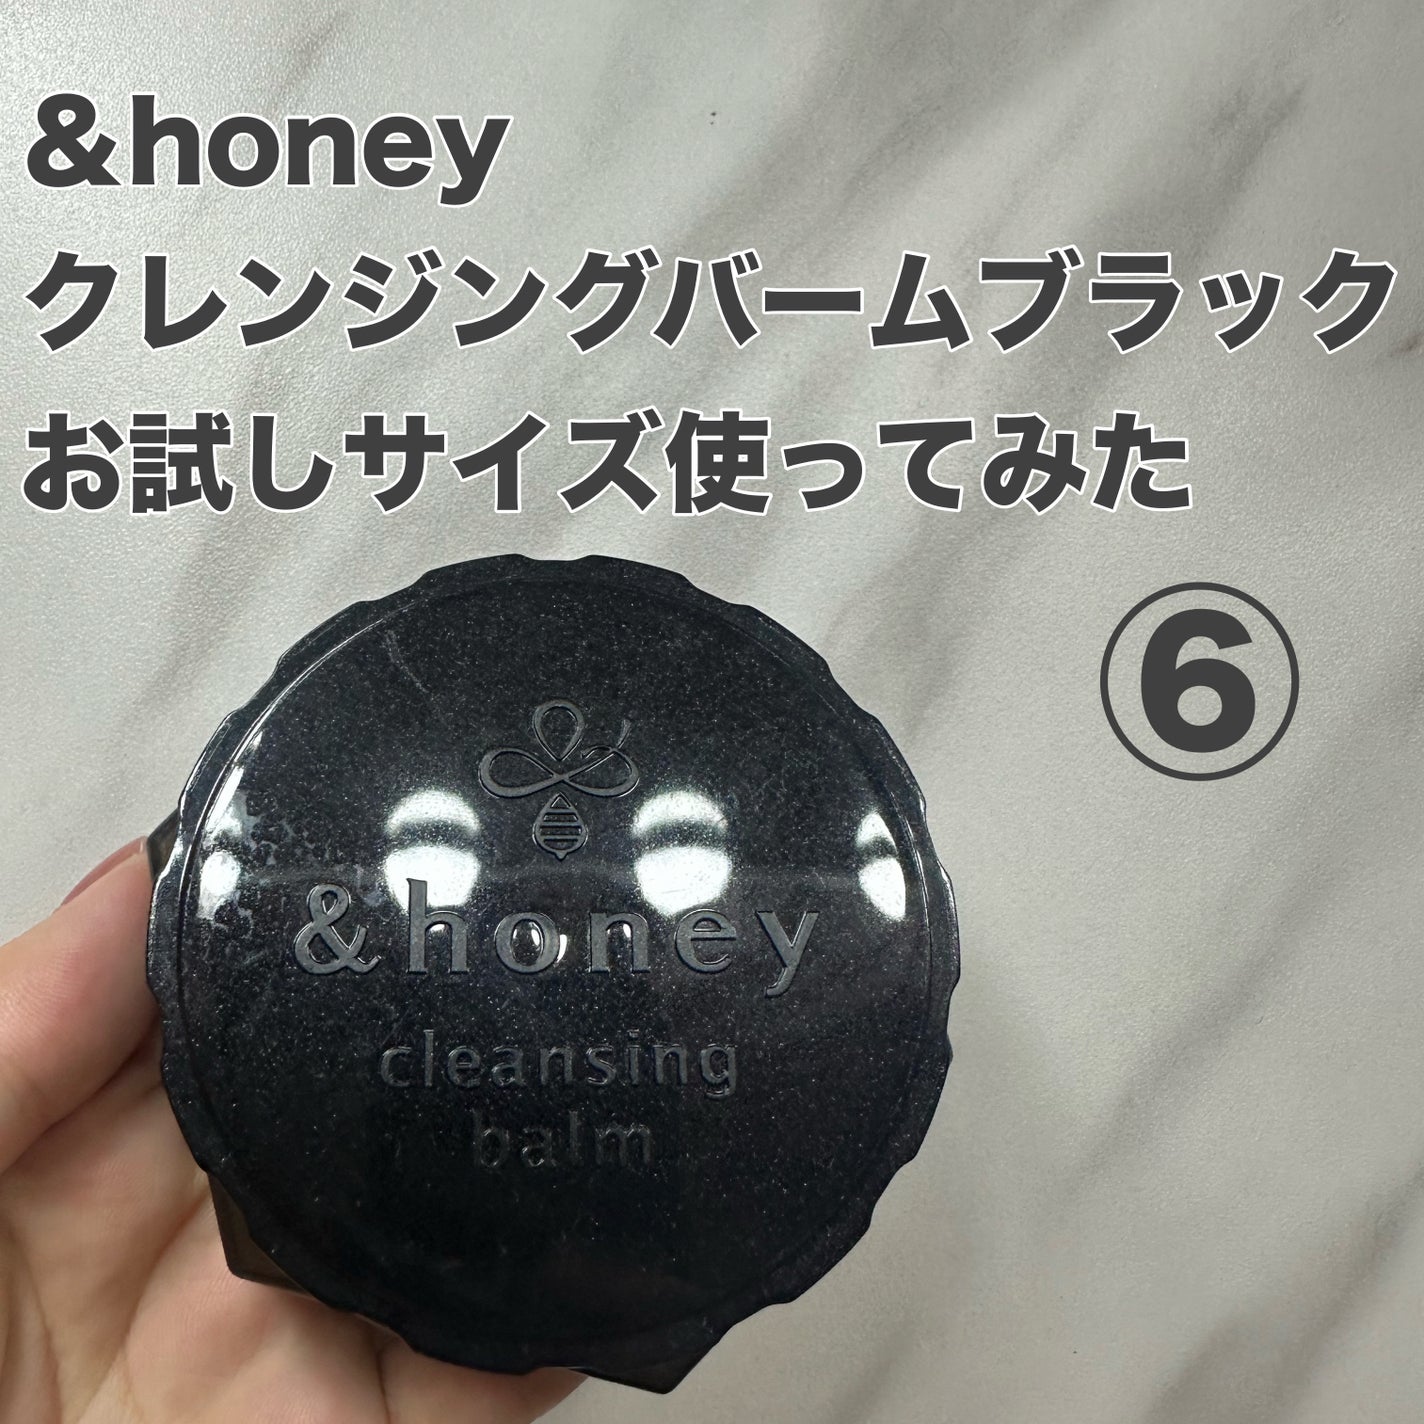 &honey
クレンジングバームブラック
お試しサイズ使ってみた
⑥
&honey
cleansing
balm